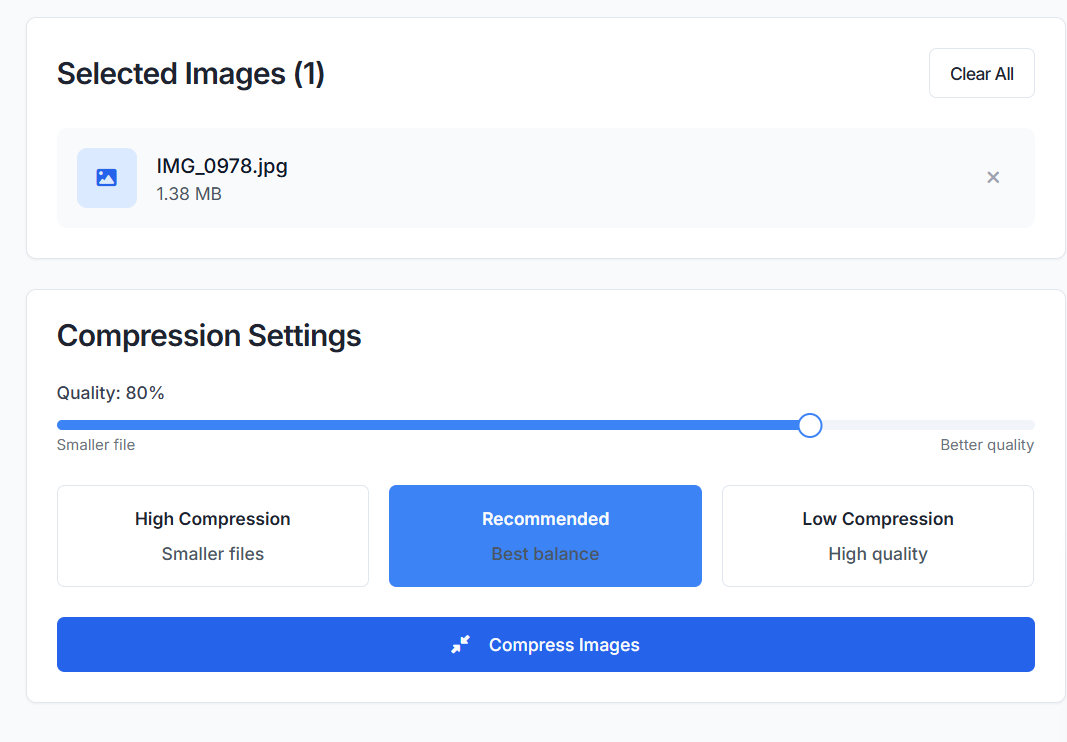 Selected Images (1)
Clear All
IMG_0978.jpg
1.38 MB
Compression Settings
Quality: 80%
Smaller file
Better quality
High Compression
Smaller files
Recommended
Best balance
Low Compression
High quality
Compress Images